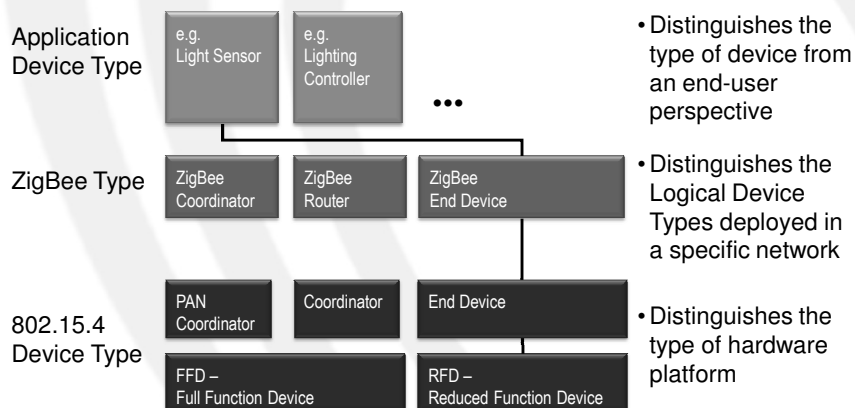 Application
Device Type
e.g.
Light Sensor
e.g.
Lighting
Controller
...
• Distinguishes the
type of device from
an end-user
perspective
ZigBee Type
ZigBee
Coordinator
ZigBee
Router
ZigBee
End Device
• Distinguishes the
Logical Device
Types deployed in
a specific network
802.15.4
Device Type
PAN
Coordinator
Coordinator
End Device
FFD –
Full Function Device
RFD –
Reduced Function Device
• Distinguishes the
type of hardware
platform